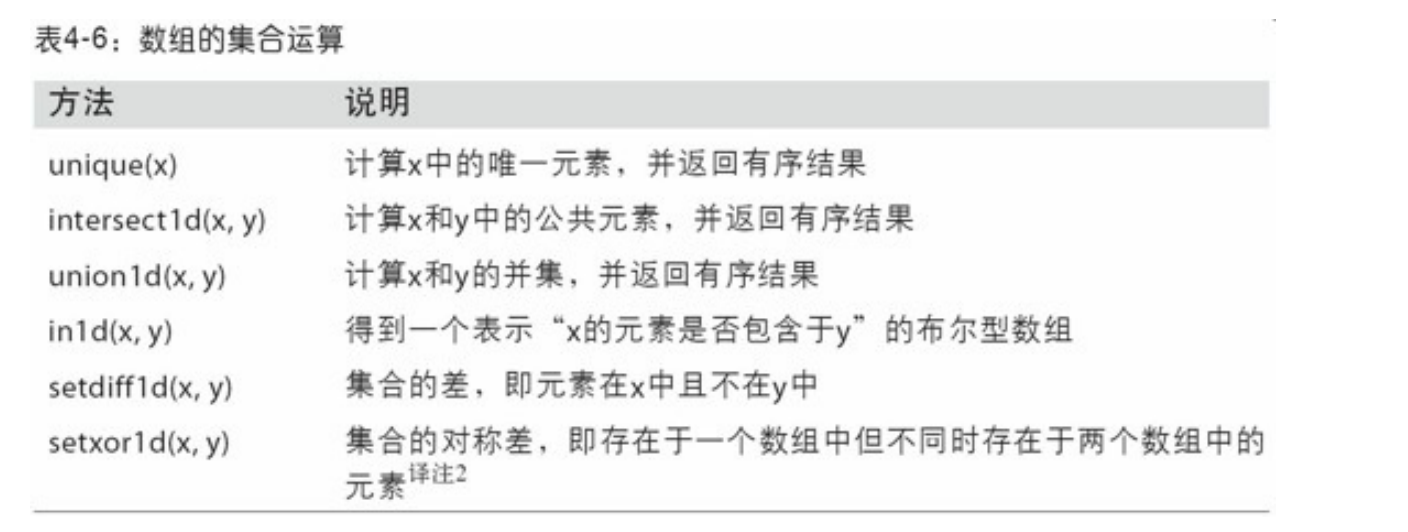 表4-6：数组的集合运算
方法 说明
unique(x) 计算x中的唯一元素，并返回有序结果
intersect1d(x, y) 计算x和y中的公共元素，并返回有序结果
union1d(x, y) 计算x和y的并集，并返回有序结果
in1d(x, y) 得到一个表示“x的元素是否包含于y”的布尔型数组
setdiff1d(x, y) 集合的差，即元素在x中且不在y中
setxor1d(x, y) 集合的对称差，即存在于一个数组中但不同时存在于两个数组中的
元素译注2